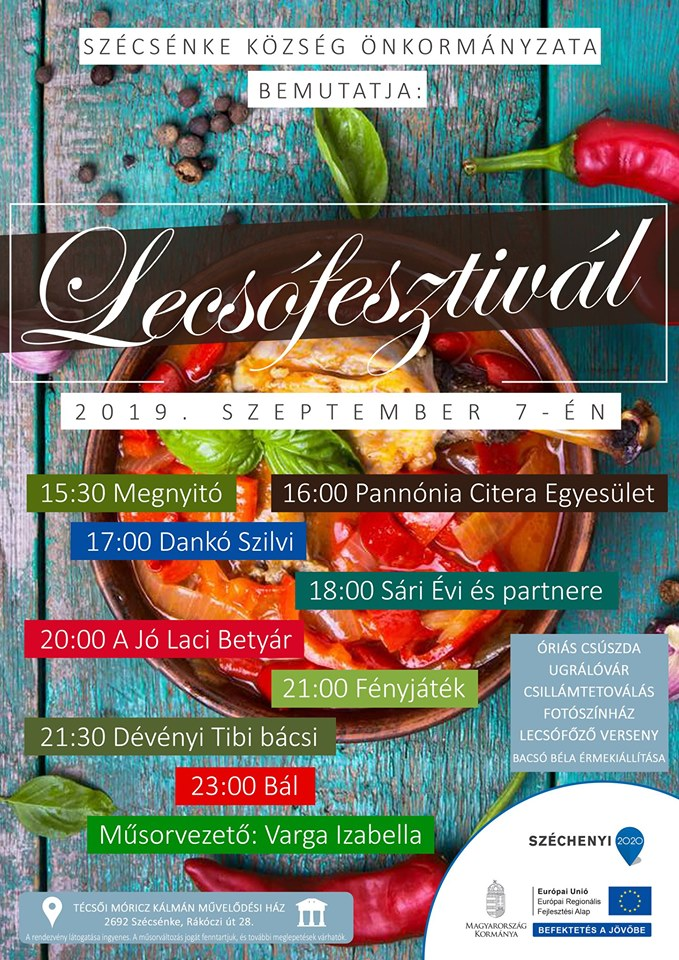 SZÉCSÉNKE KÖZSÉG ÖNKORMÁNYZATA
BEMUTATJA:
Lecsófesztivál
2019. SZEPTEMBER 7-ÉN
15:30 Megnyitó
16:00 Pannónia Citera Egyesület
17:00 Dankó Szilvi
18:00 Sári Évi és partnere
20:00 A Jó Laci Betyár
21:00 Fényjáték
21:30 Dévényi Tibi bácsi
23:00 Bál
Műsorvezető: Varga Izabella
ÓRIÁS CSÚSZDA
UGRÁLÓVÁR
CSILLÁMTETOVÁLÁS
FOTÓSZÍNHÁZ
LECSÓFŐZŐ VERSENY
BACSÓ BÉLA ÉRMEKIÁLLÍTÁSA
TÉCSŐI MÓRICZ KÁLMÁN MŰVELŐDÉSI HÁZ
2692 Szécsénke, Rákóczi út 28.
A rendezvény látogatása ingyenes. A műsorváltozás jogát fenntartjuk, és további meglepetések várhatók.
SZÉCHENYI 2020
MAGYARORSZÁG
KORMÁNYA
Európai Unió
Európai Regionális
Fejlesztési Alap
BEFEKTETÉS A JÖVŐBE